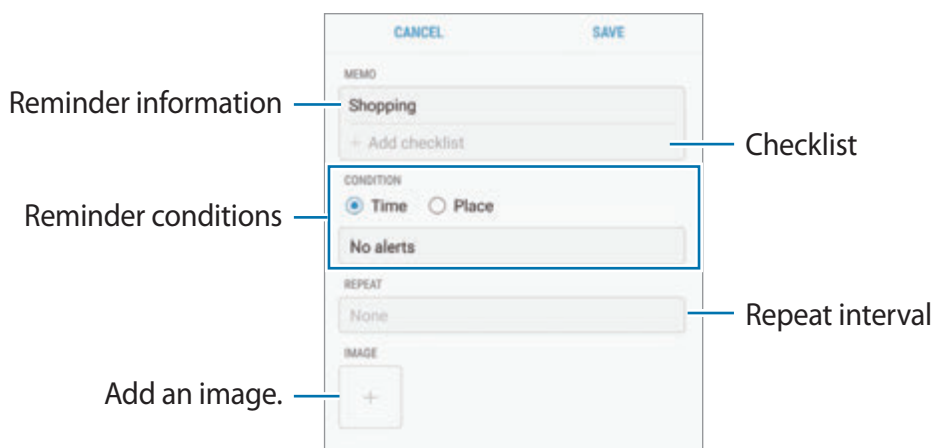 CANCEL SAVE
MEMO
Reminder information
Shopping
+ Add checklist
Checklist
CONDITION
Reminder conditions
Time Place
No alerts
REPEAT
None
Repeat interval
IMAGE
Add an image.
+